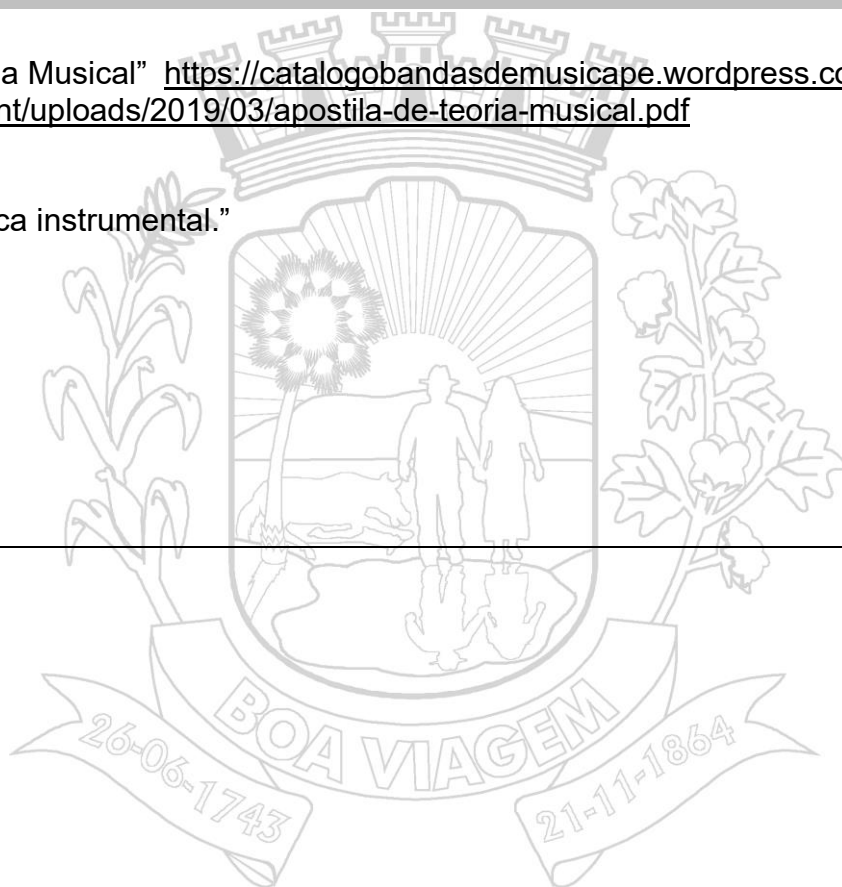 a Musical” https://catalogobandasdemusicape.wordpress.co
nt/uploads/2019/03/apostila-de-teoria-musical.pdf
ca instrumental.”
BOA VIAGEM
26-06-1743
21-11-1864